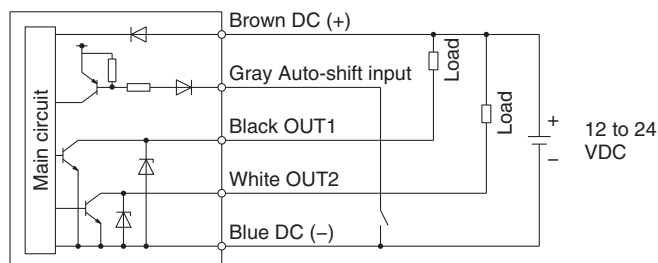 Brown DC (+)
Gray Auto-shift input
Load
Load
Main circuit
Black OUT1
+
−
12 to 24
VDC
White OUT2
Blue DC (−)